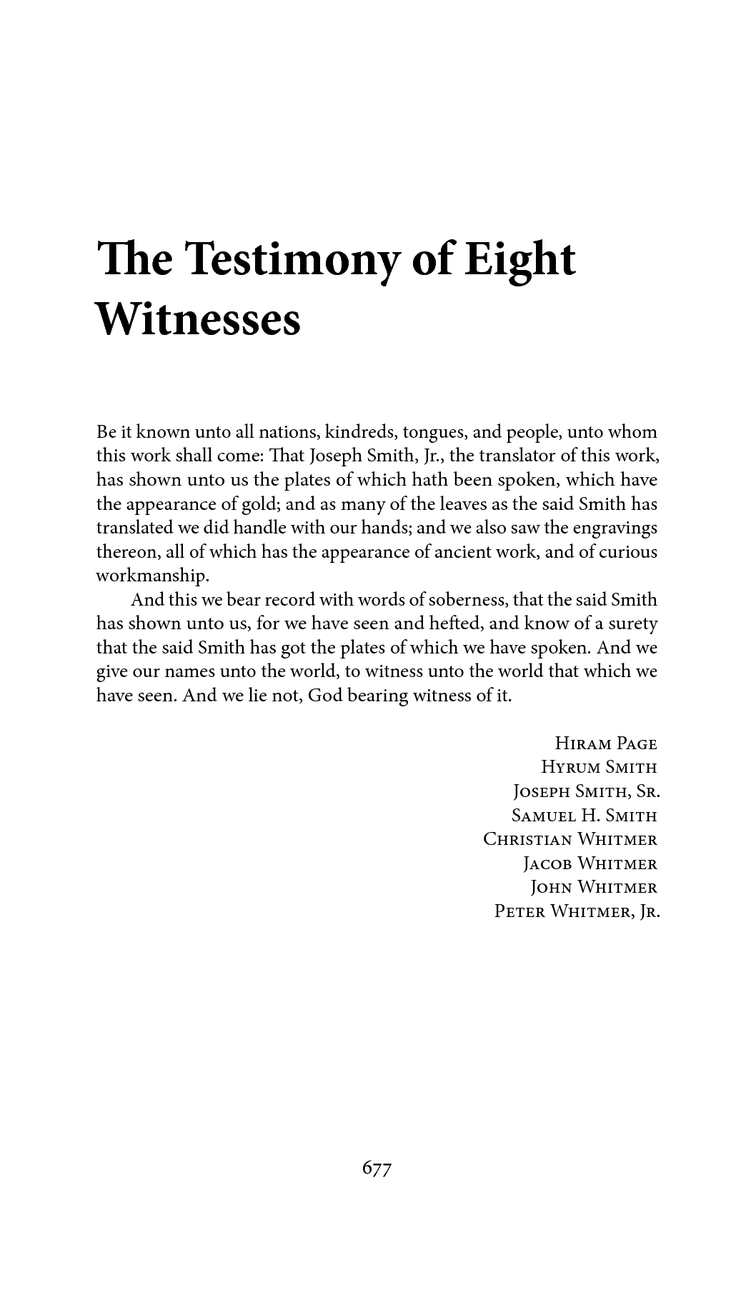 The Testimony of Eight
Witnesses
Be it known unto all nations, kindreds, tongues, and people, unto whom
this work shall come: That Joseph Smith, Jr., the translator of this work,
has shown unto us the plates of which hath been spoken, which have
the appearance of gold; and as many of the leaves as the said Smith has
translated we did handle with our hands; and we also saw the engravings
thereon, all of which has the appearance of ancient work, and of curious
workmanship.
And this we bear record with words of soberness, that the said Smith
has shown unto us, for we have seen and hefted, and know of a surety
that the said Smith has got the plates of which we have spoken. And we
give our names unto the world, to witness unto the world that which we
have seen. And we lie not, God bearing witness of it.
Hiram Page
Hyrum Smith
Joseph Smith, Sr.
Samuel H. Smith
Christian Whitmer
Jacob Whitmer
John Whitmer
Peter Whitmer, Jr.
677